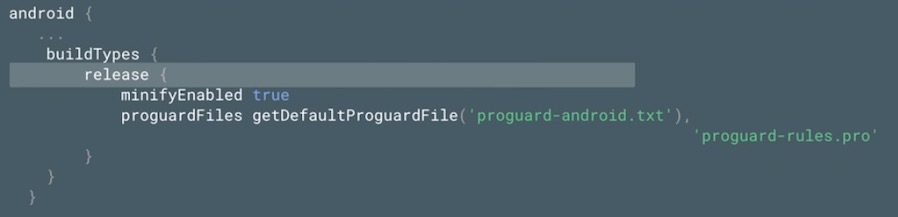 android {
...
buildTypes {
release {
minifyEnabled true
proguardFiles getDefaultProguardFile('proguard-android.txt'),
'proguard-rules.pro'
}
}
}